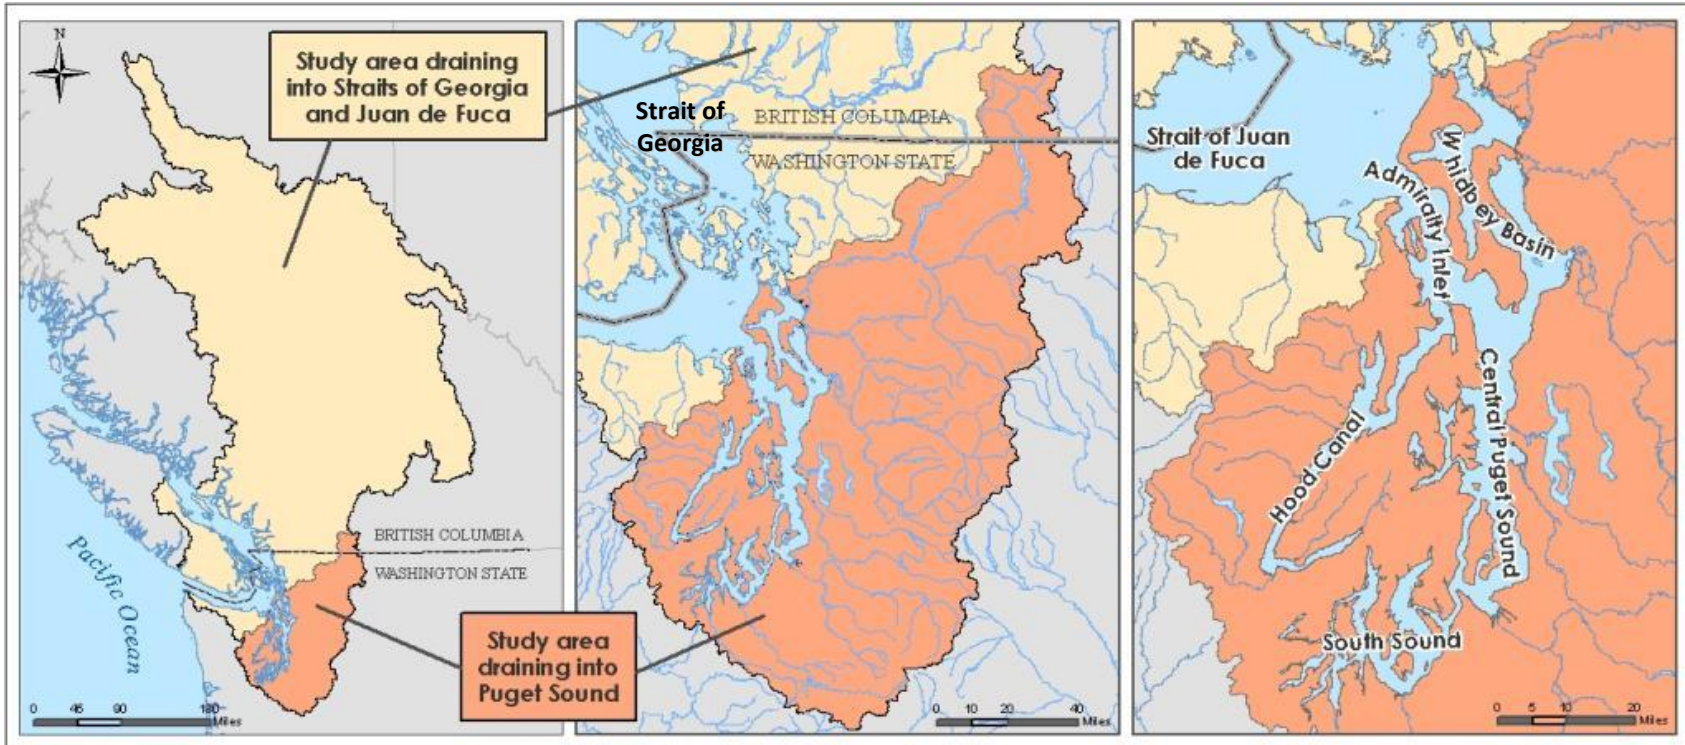 N
Study area draining
into Straits of Georgia
and Juan de Fuca
BRITISH COLUMBIA
WASHINGTON STATE
Pacific Ocean
0 45 90 180
Miles
Study area
draining into
Puget Sound
Strait of
Georgia
BRITISH COLUMBIA
WASHINGTON STATE
0 10 20 40
Miles
Strait of Juan
de Fuca
Whidbey Basin
Admiralty Inlet
Central Puget Sound
Hood Canal
South Sound
0 5 10 20
Miles